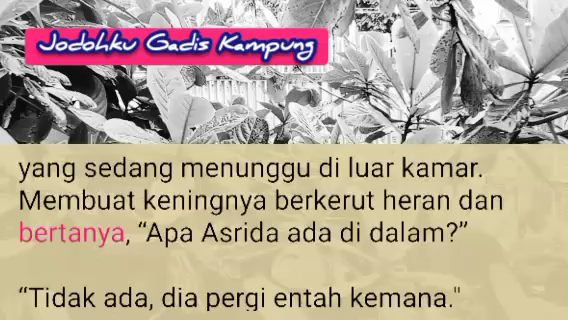 Jodohku Gadis Kampung
yang sedang menunggu di luar kamar.
Membuat keningnya berkerut heran dan
bertanya, “Apa Asrida ada di dalam?”
“Tidak ada, dia pergi entah kemana."